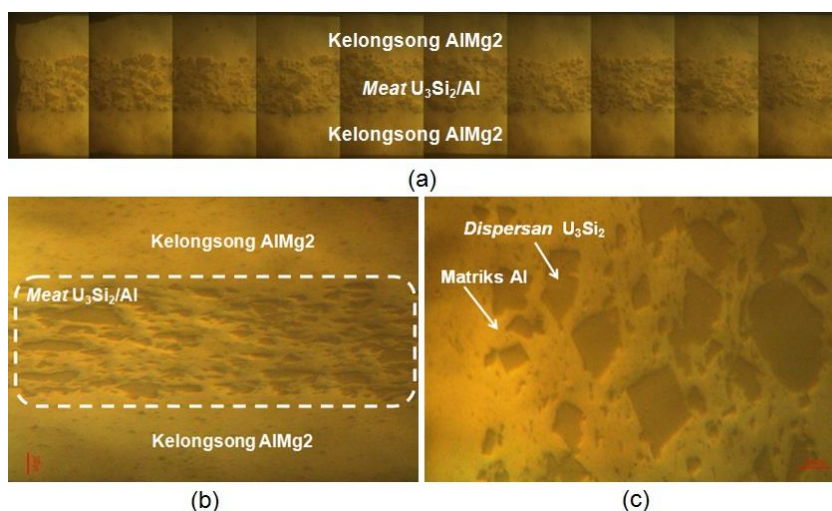 Kelongsong AlMg2
Meat U₃Si₂/Al
Kelongsong AlMg2
(a)
Kelongsong AlMg2
Meat U₃Si₂/Al
Kelongsong AlMg2
(b)
Dispersan U₃Si₂
Matriks Al
(c)